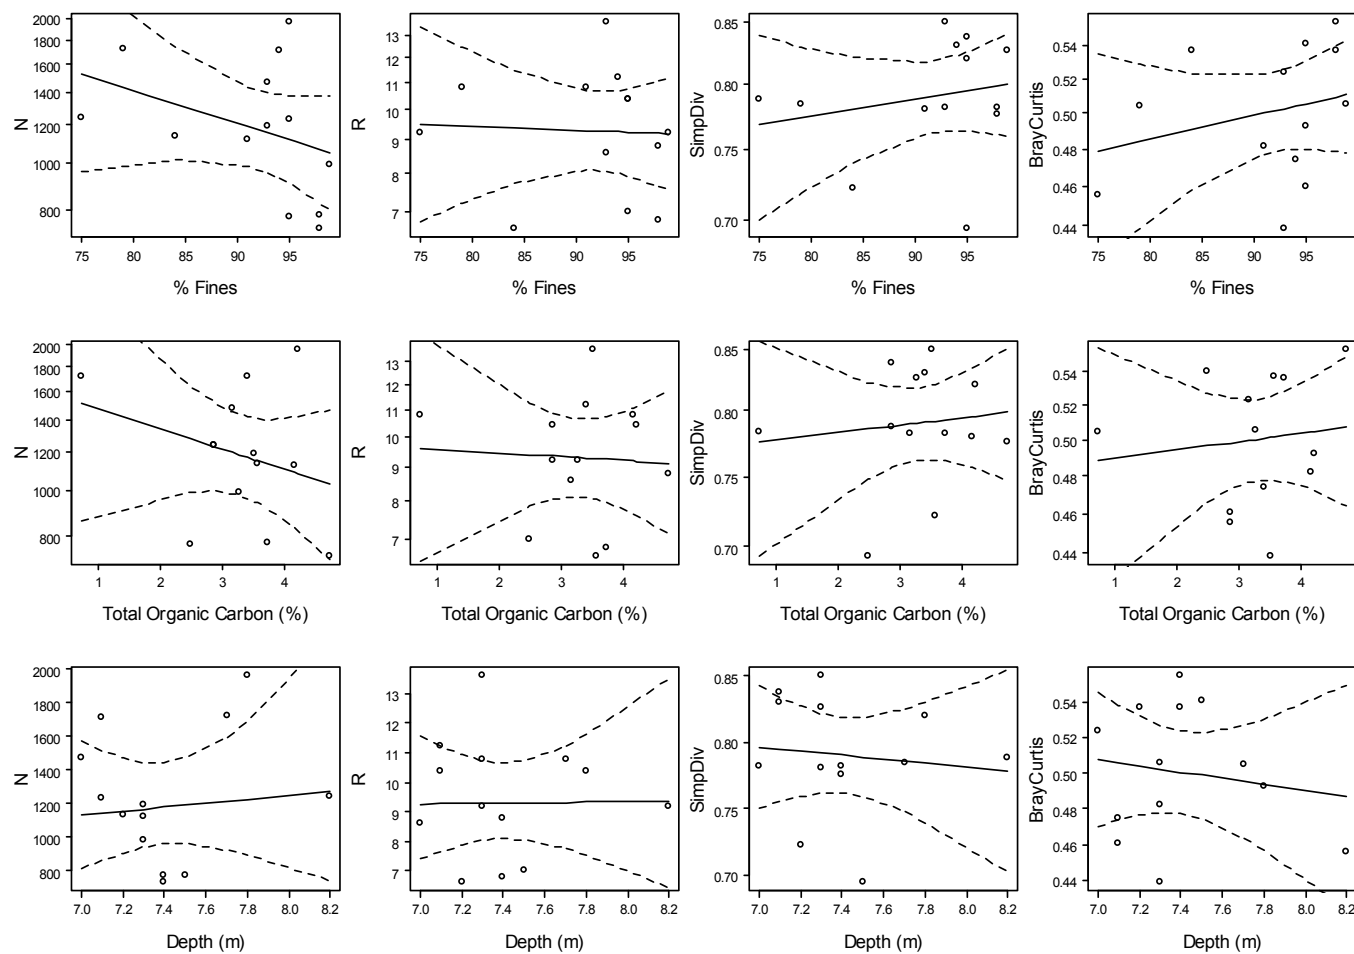 2000
1800
1600
1400
1200
1000
800
N
75 80 85 90 95
% Fines
13
12
11
10
9
8
7
R
75 80 85 90 95
% Fines
0.85
0.80
0.75
0.70
SimpDiv
75 80 85 90 95
% Fines
0.54
0.52
0.50
0.48
0.46
0.44
BrayCurtis
75 80 85 90 95
% Fines
2000
1800
1600
1400
1200
1000
800
N
1 2 3 4
Total Organic Carbon (%)
13
12
11
10
9
8
7
R
1 2 3 4
Total Organic Carbon (%)
0.85
0.80
0.75
0.70
SimpDiv
1 2 3 4
Total Organic Carbon (%)
0.54
0.52
0.50
0.48
0.46
0.44
BrayCurtis
1 2 3 4
Total Organic Carbon (%)
2000
1800
1600
1400
1200
1000
800
N
7.0 7.2 7.4 7.6 7.8 8.0 8.2
Depth (m)
13
12
11
10
9
8
7
R
7.0 7.2 7.4 7.6 7.8 8.0 8.2
Depth (m)
0.85
0.80
0.75
0.70
SimpDiv
7.0 7.2 7.4 7.6 7.8 8.0 8.2
Depth (m)
0.54
0.52
0.50
0.48
0.46
0.44
BrayCurtis
7.0 7.2 7.4 7.6 7.8 8.0 8.2
Depth (m)